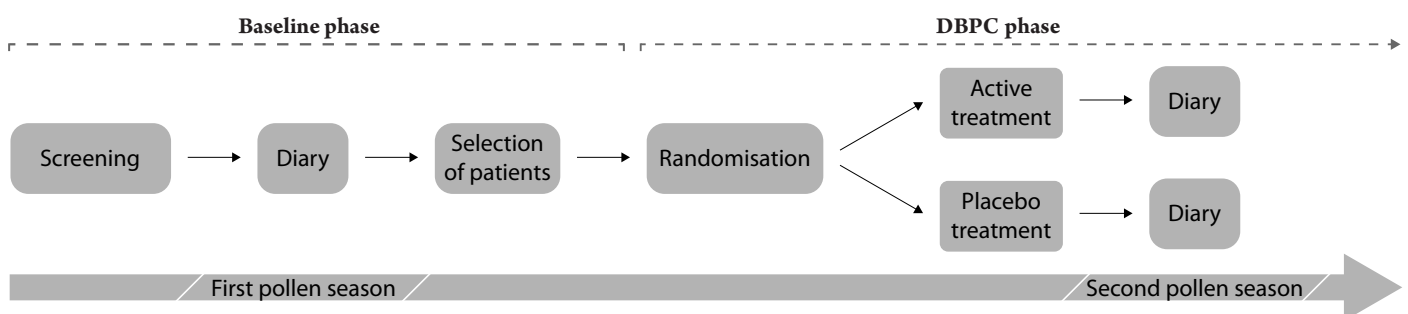 Baseline phase
DBPC phase
Screening
Diary
Selection
of patients
Randomisation
Active
treatment
Diary
Placebo
treatment
Diary
First pollen season
Second pollen season